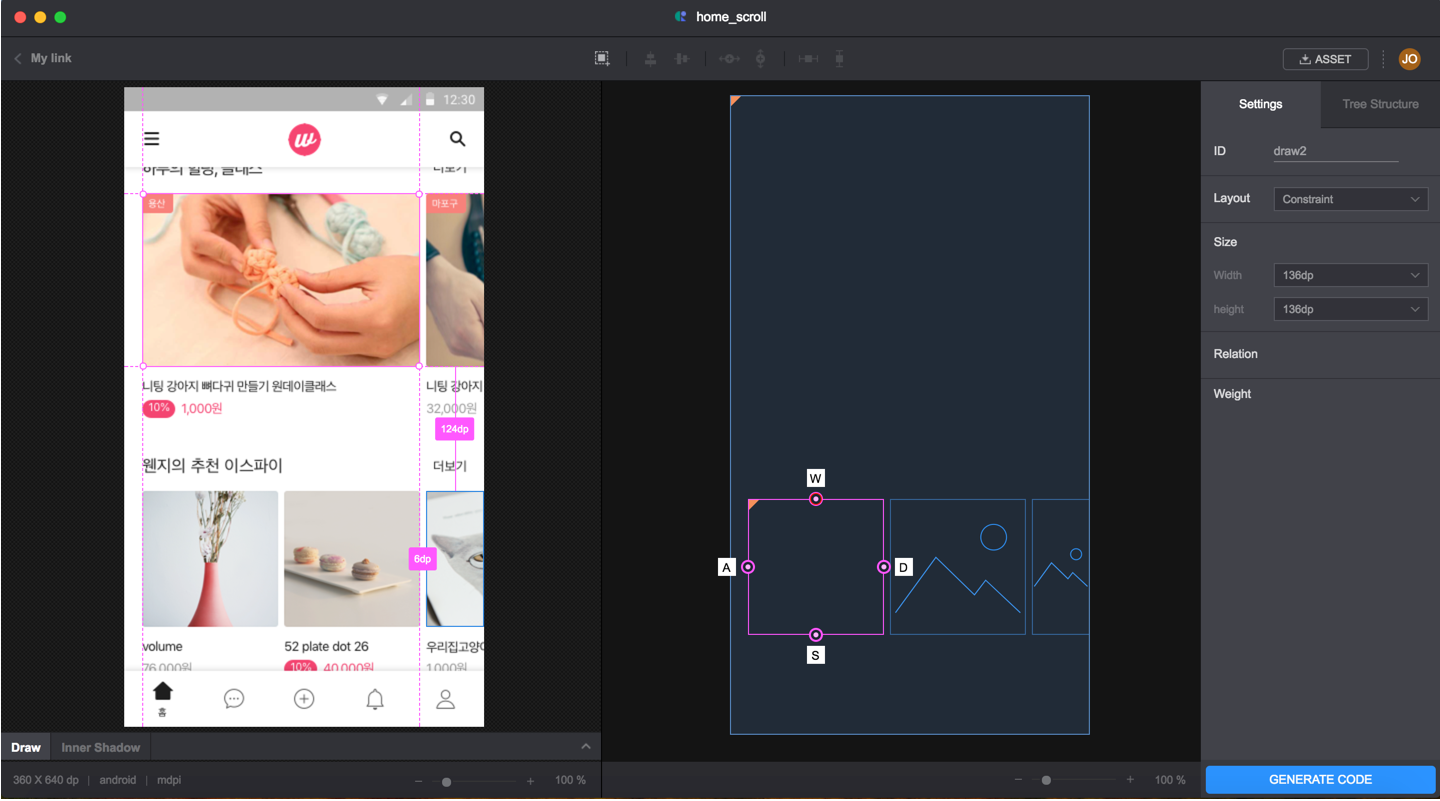 home_scroll
My link
ASSET
JO
12:30
하루의 힐링, 클래스
더보기
용산
마포구
니팅 강아지 뼈다귀 만들기 원데이클래스
니팅 강아지
10% 1,000원
32,000원
124dp
웬지의 추천 이스파이
더보기
6dp
volume
52 plate dot 26
우리집고양이
76,000원
10% 40,000원
1,000원
홈
Draw
Inner Shadow
360 X 640 dp | android | mdpi
100 %
W
A
D
S
100 %
Settings
Tree Structure
ID
draw2
Layout
Constraint
Size
Width
136dp
height
136dp
Relation
Weight
GENERATE CODE